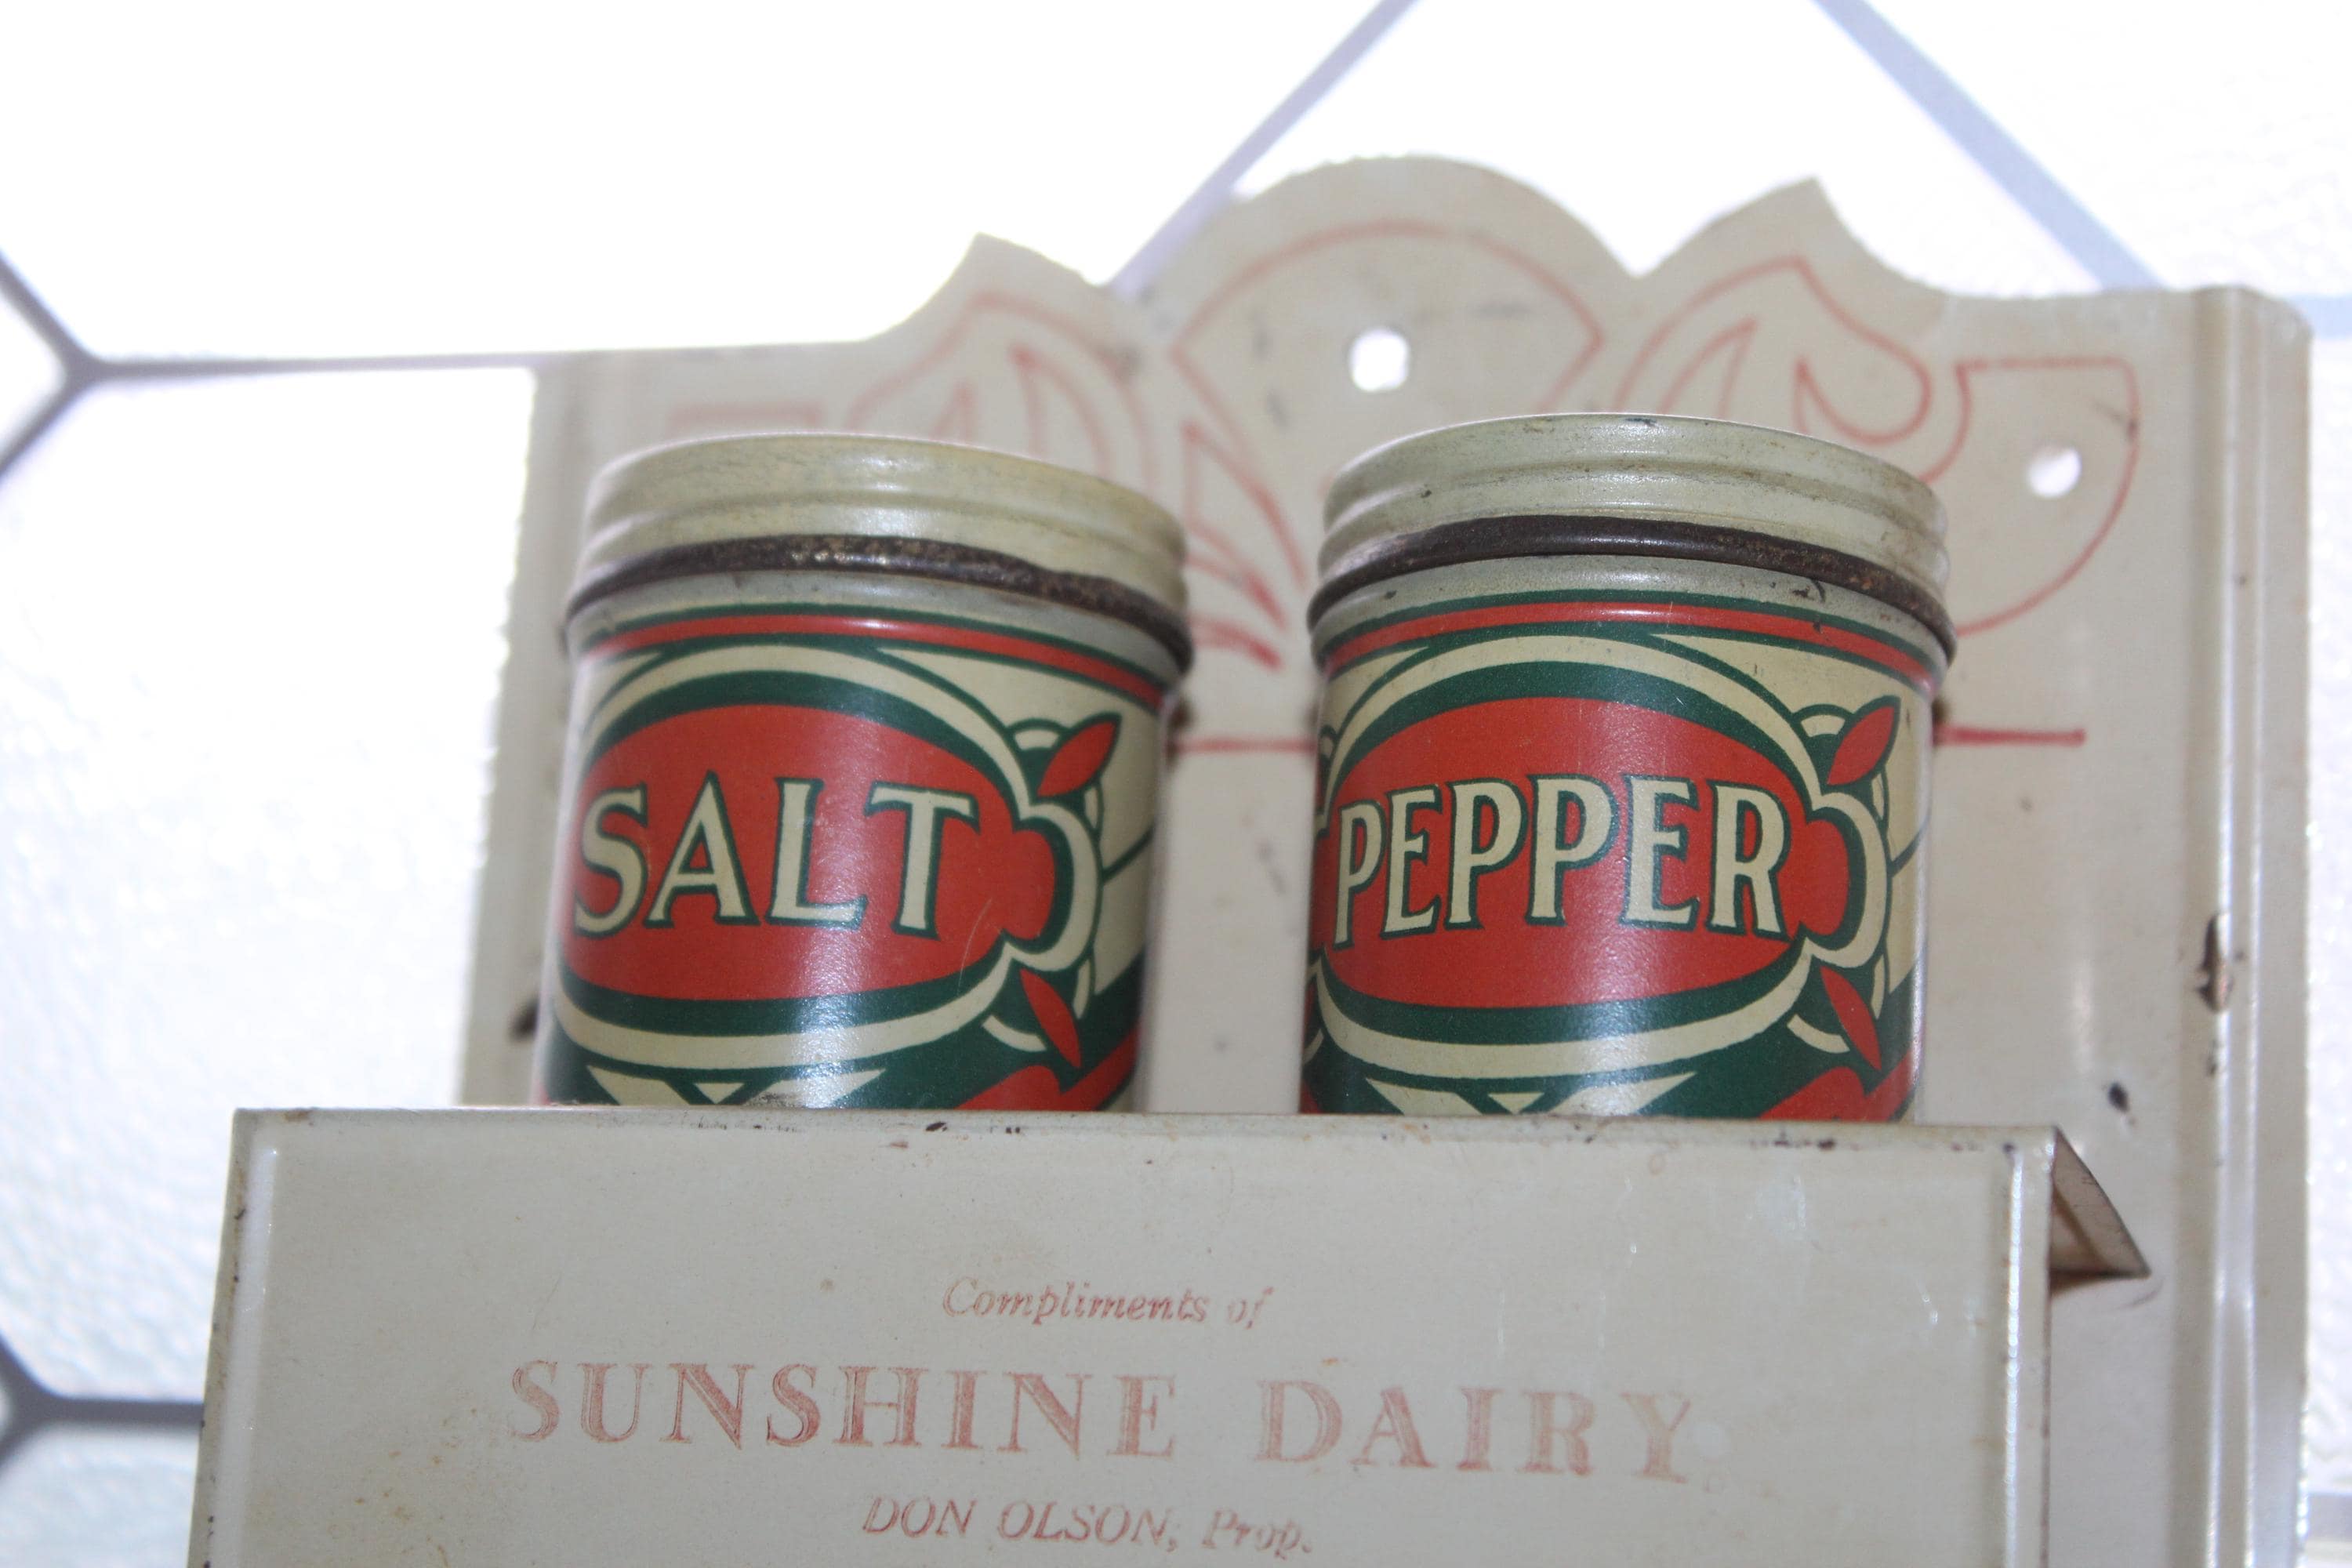 SALT
PEPPER
Compliments of
SUNSHINE DAIRY
DON OLSON, Prop.